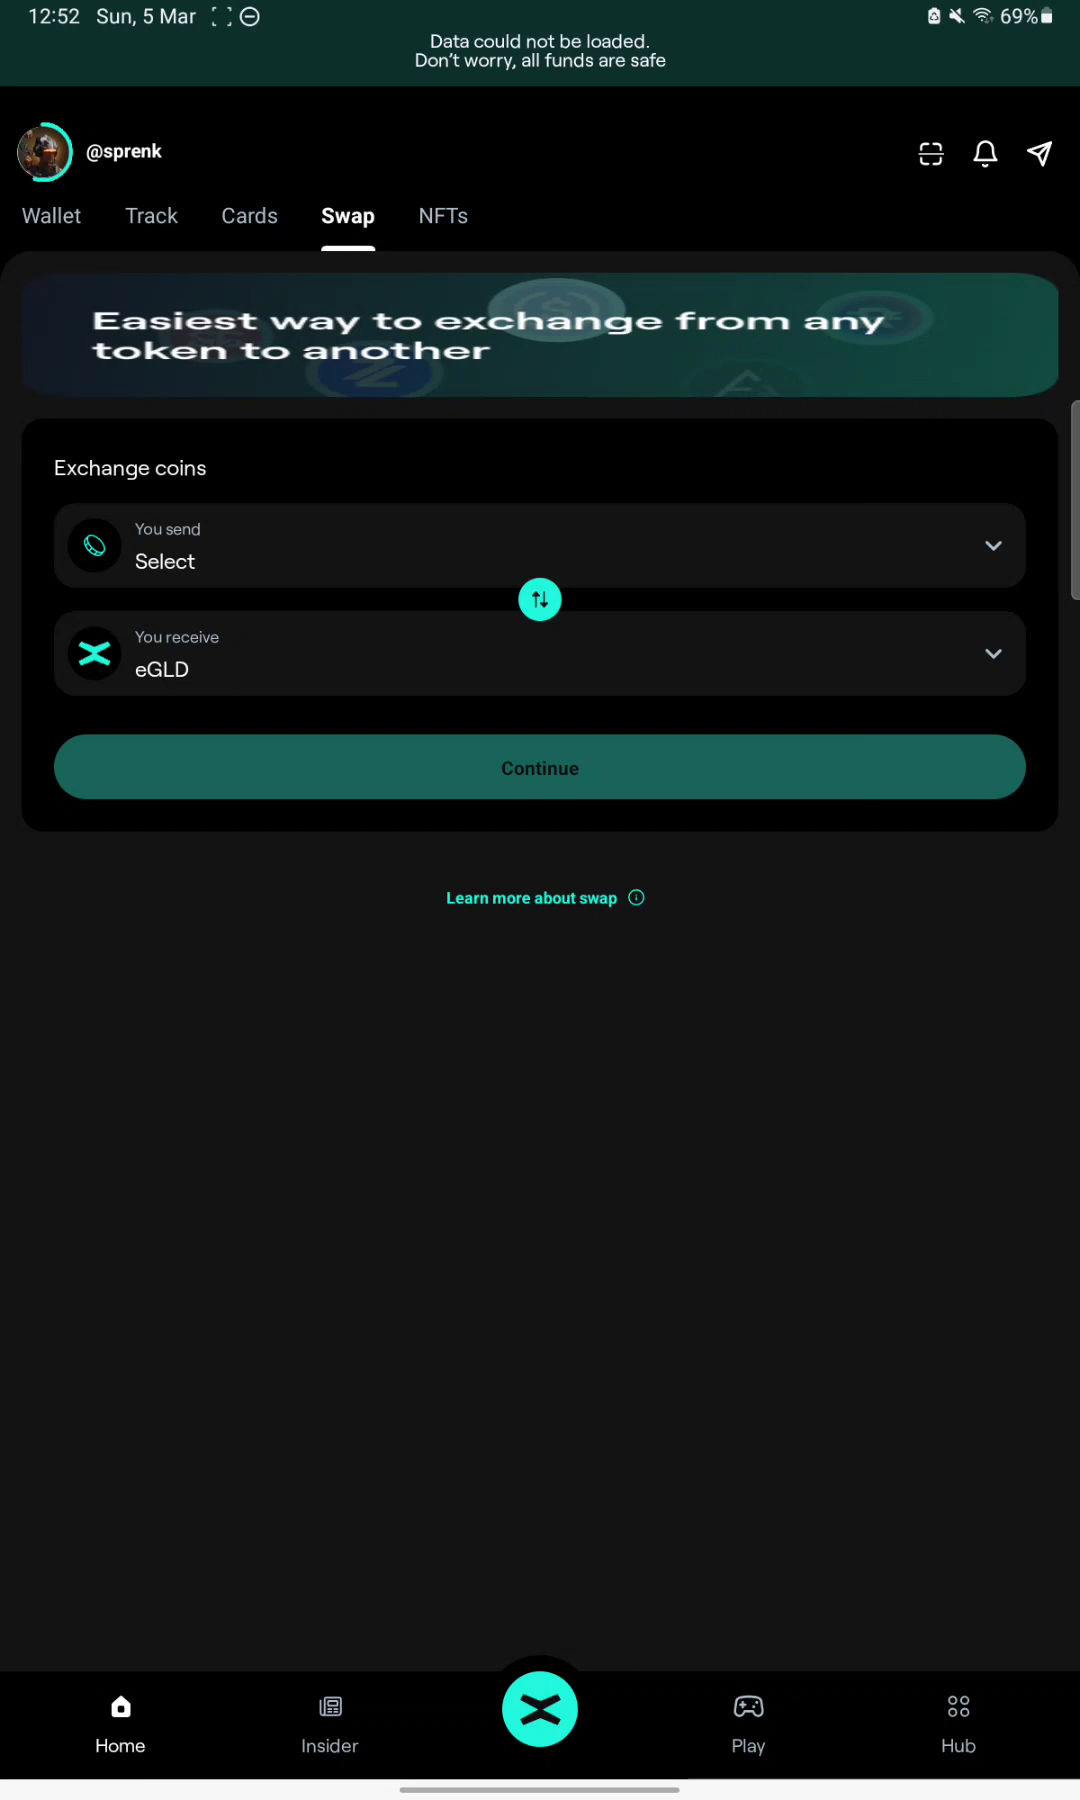 12:52 Sun, 5 Mar
69%
Data could not be loaded.
Don't worry, all funds are safe
@sprenk
Wallet Track Cards Swap NFTs
Easiest way to exchange from any
token to another
Exchange coins
You send
Select
You receive
eGLD
Continue
Learn more about swap
Home Insider Play Hub